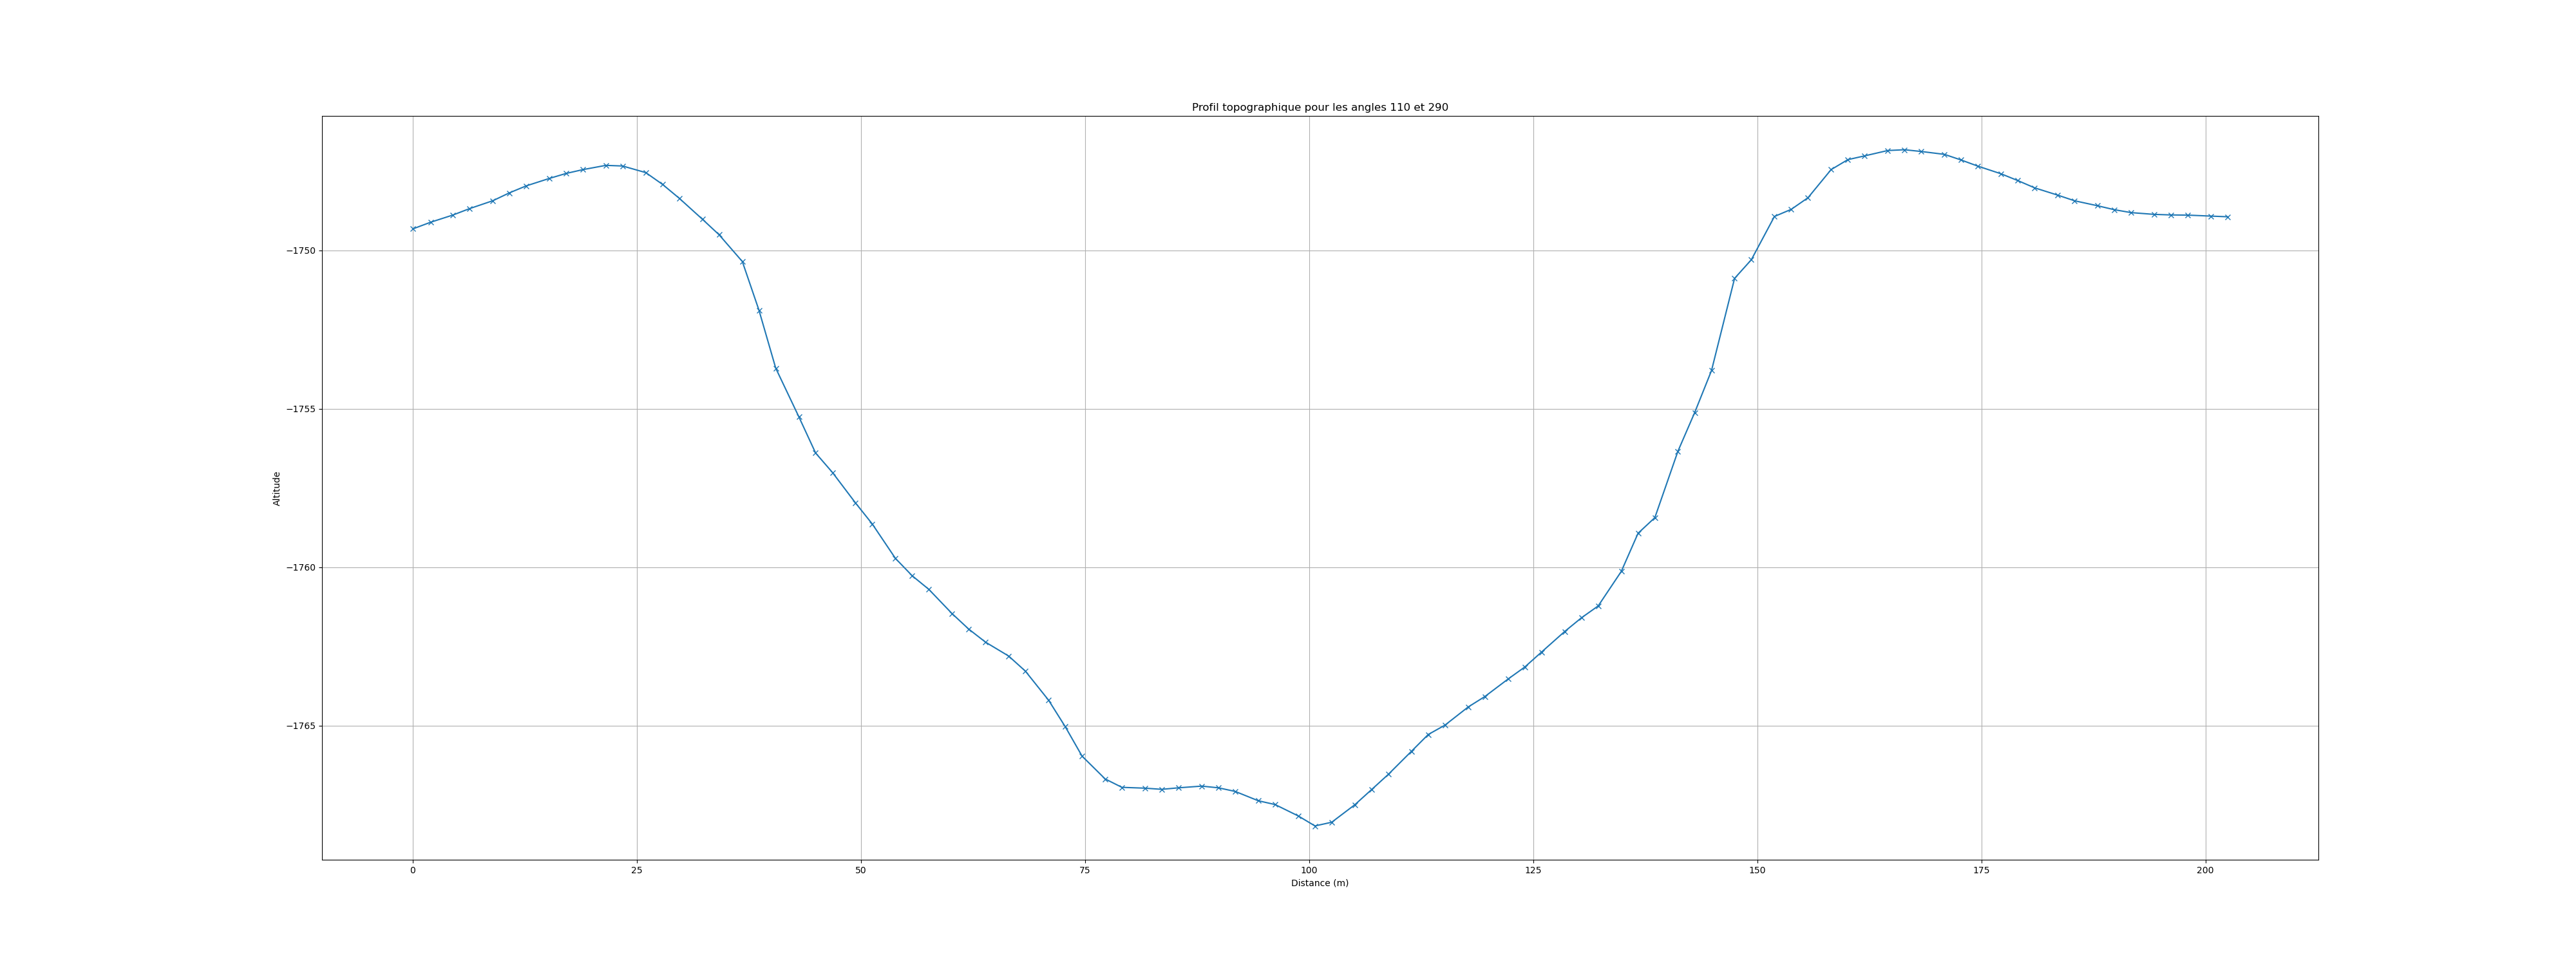 Profil topographique pour les angles 110 et 290
−1750
−1755
−1760
−1765
Altitude
0 25 50 75 100 125 150 175 200
Distance (m)